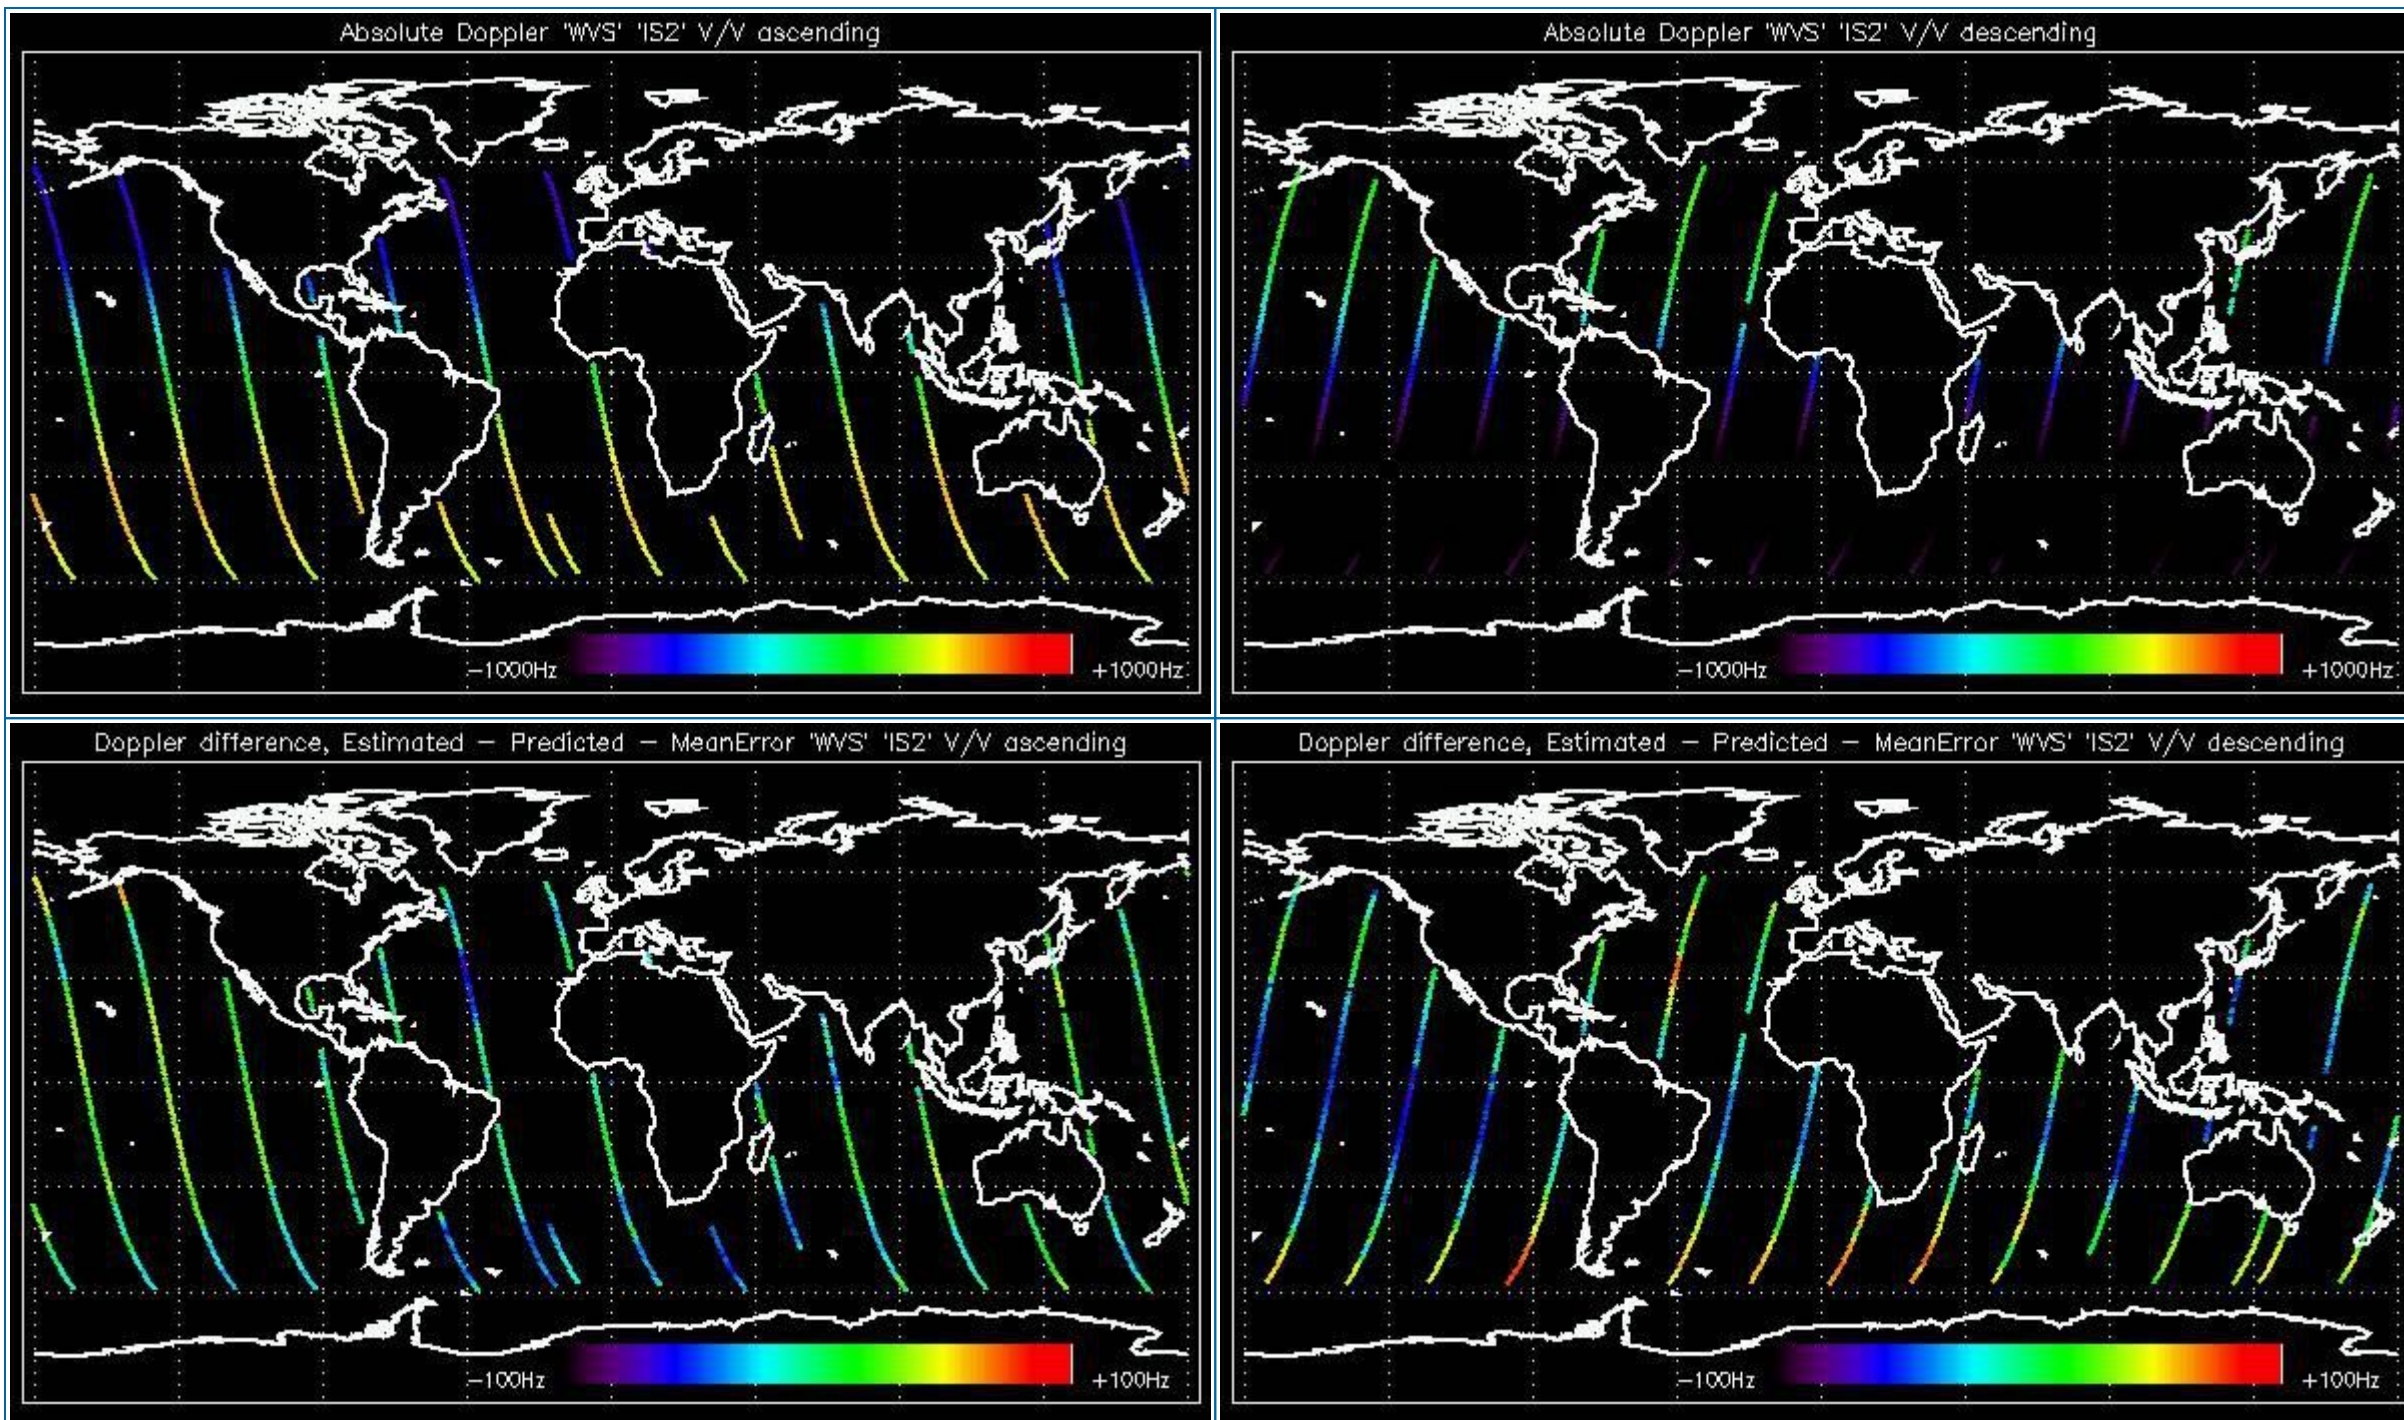 Absolute Doppler 'WVS' 'IS2' V/V ascending
-1000Hz
+1000Hz
Absolute Doppler 'WVS' 'IS2' V/V descending
-1000Hz
+1000Hz
Doppler difference, Estimated - Predicted - MeanError 'WVS' 'IS2' V/V ascending
-100Hz
+100Hz
Doppler difference, Estimated - Predicted - MeanError 'WVS' 'IS2' V/V descending
-100Hz
+100Hz